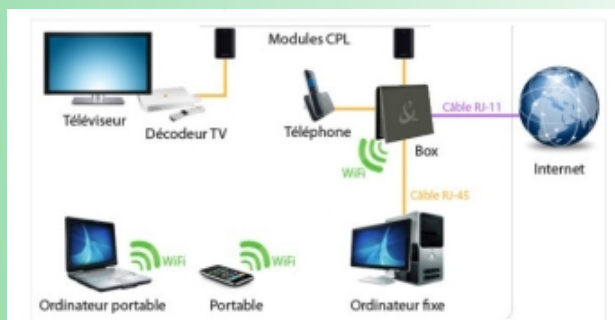 Modules CPL
Téléviseur
Décodeur TV
Téléphone
Câble RJ-11
Box
WiFi
Internet
Câble RJ-45
WiFi
WiFi
Ordinateur portable
Portable
Ordinateur fixe